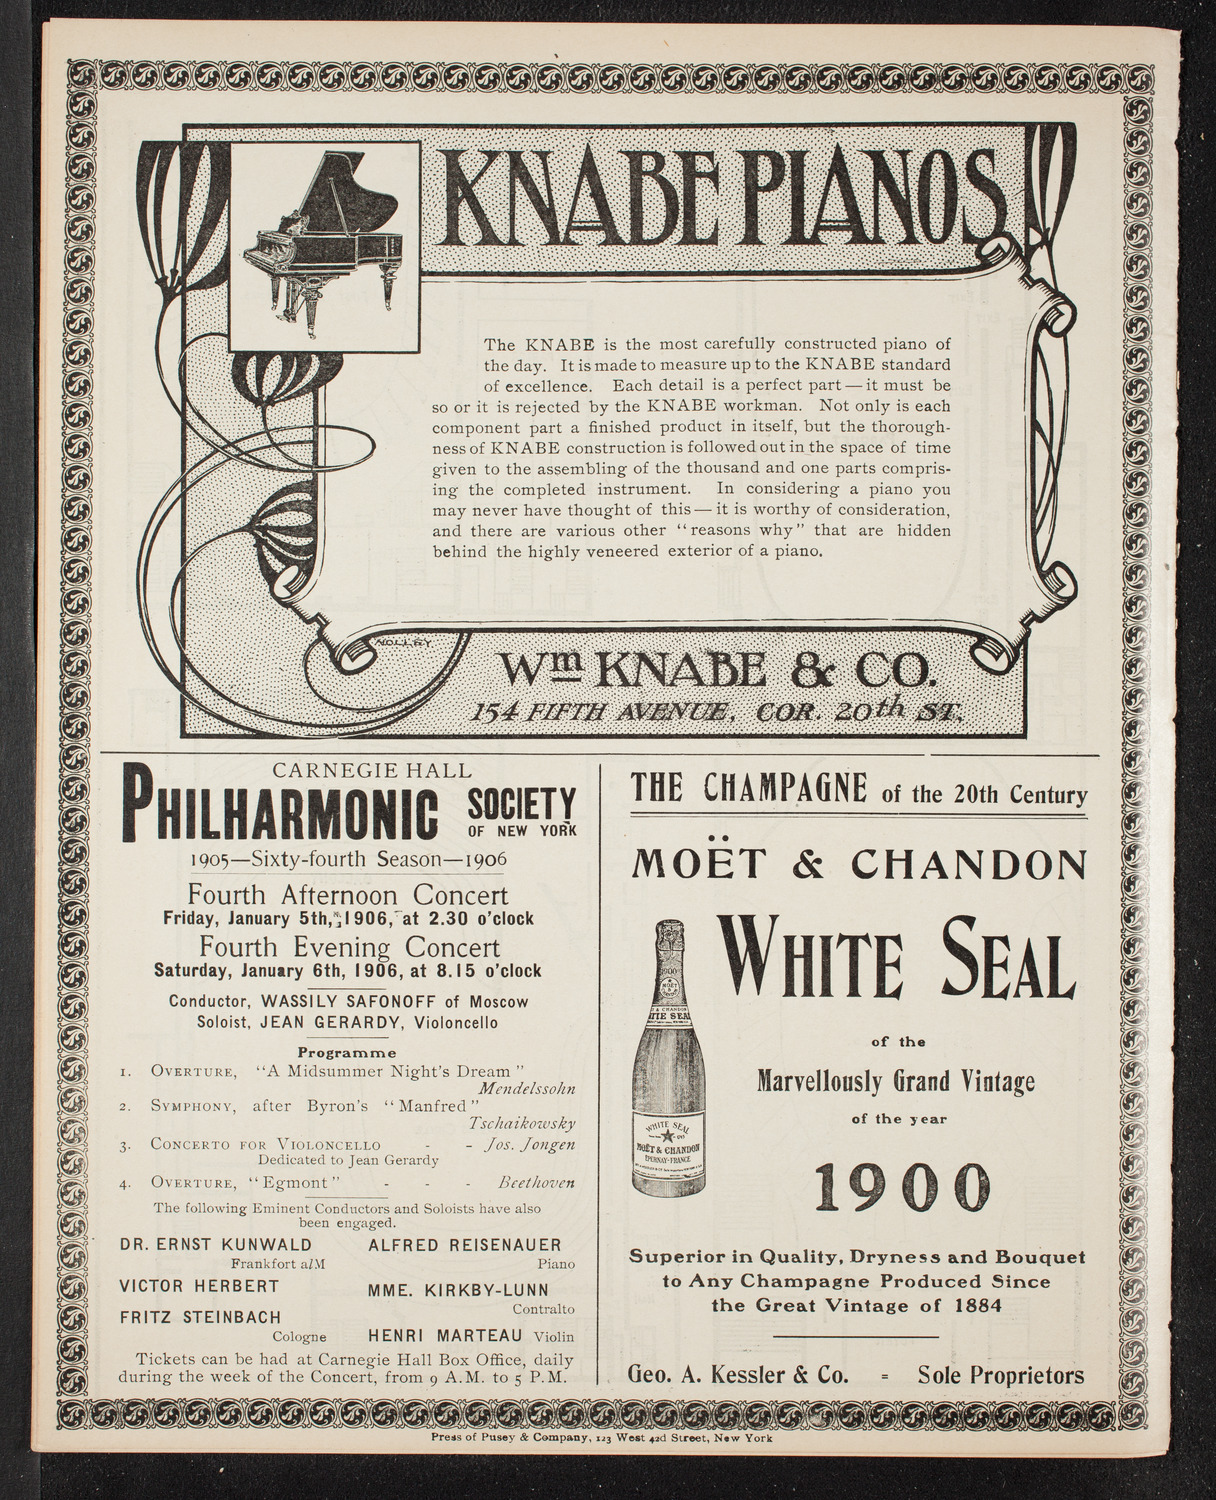 KNABE PIANOS
The KNABE is the most carefully constructed piano of
the day. It is made to measure up to the KNABE standard
of excellence. Each detail is a perfect part — it must be
so or it is rejected by the KNABE workman. Not only is each
component part a finished product in itself, but the thorough-
ness of KNABE construction is followed out in the space of time
given to the assembling of the thousand and one parts compris-
ing the completed instrument. In considering a piano you
may never have thought of this — it is worthy of consideration,
and there are various other "reasons why" that are hidden
behind the highly veneered exterior of a piano.
Wm KNABE & CO.
154 FIFTH AVENUE, COR. 20th ST.
CARNEGIE HALL
PHILHARMONIC SOCIETY
OF NEW YORK
1905—Sixty-fourth Season—1906
Fourth Afternoon Concert
Friday, January 5th, 1906, at 2.30 o'clock
Fourth Evening Concert
Saturday, January 6th, 1906, at 8.15 o'clock
Conductor, WASSILY SAFONOFF of Moscow
Soloist, JEAN GERARDY, Violoncello
Programme
1. OVERTURE, "A Midsummer Night's Dream"
Mendelssohn
2. SYMPHONY, after Byron's "Manfred"
Tschaikowsky
3. CONCERTO FOR VIOLONCELLO - - Jos. Jongen
Dedicated to Jean Gerardy
4. OVERTURE, "Egmont" - - - Beethoven
The following Eminent Conductors and Soloists have also
been engaged.
DR. ERNST KUNWALD
Frankfort a/M
VICTOR HERBERT
FRITZ STEINBACH
Cologne
ALFRED REISENAUER
Piano
MME. KIRKBY-LUNN
Contralto
HENRI MARTEAU Violin
Tickets can be had at Carnegie Hall Box Office, daily
during the week of the Concert, from 9 A.M. to 5 P.M.
THE CHAMPAGNE of the 20th Century
MOËT & CHANDON
WHITE SEAL
1900
MOËT
WHITE SEAL
MOËT & CHANDON
EPERNAY-FRANCE
of the
Marvellously Grand Vintage
of the year
1900
Superior in Quality, Dryness and Bouquet
to Any Champagne Produced Since
the Great Vintage of 1884
Geo. A. Kessler & Co. = Sole Proprietors
Press of Pusey & Company, 123 West 42d Street, New York